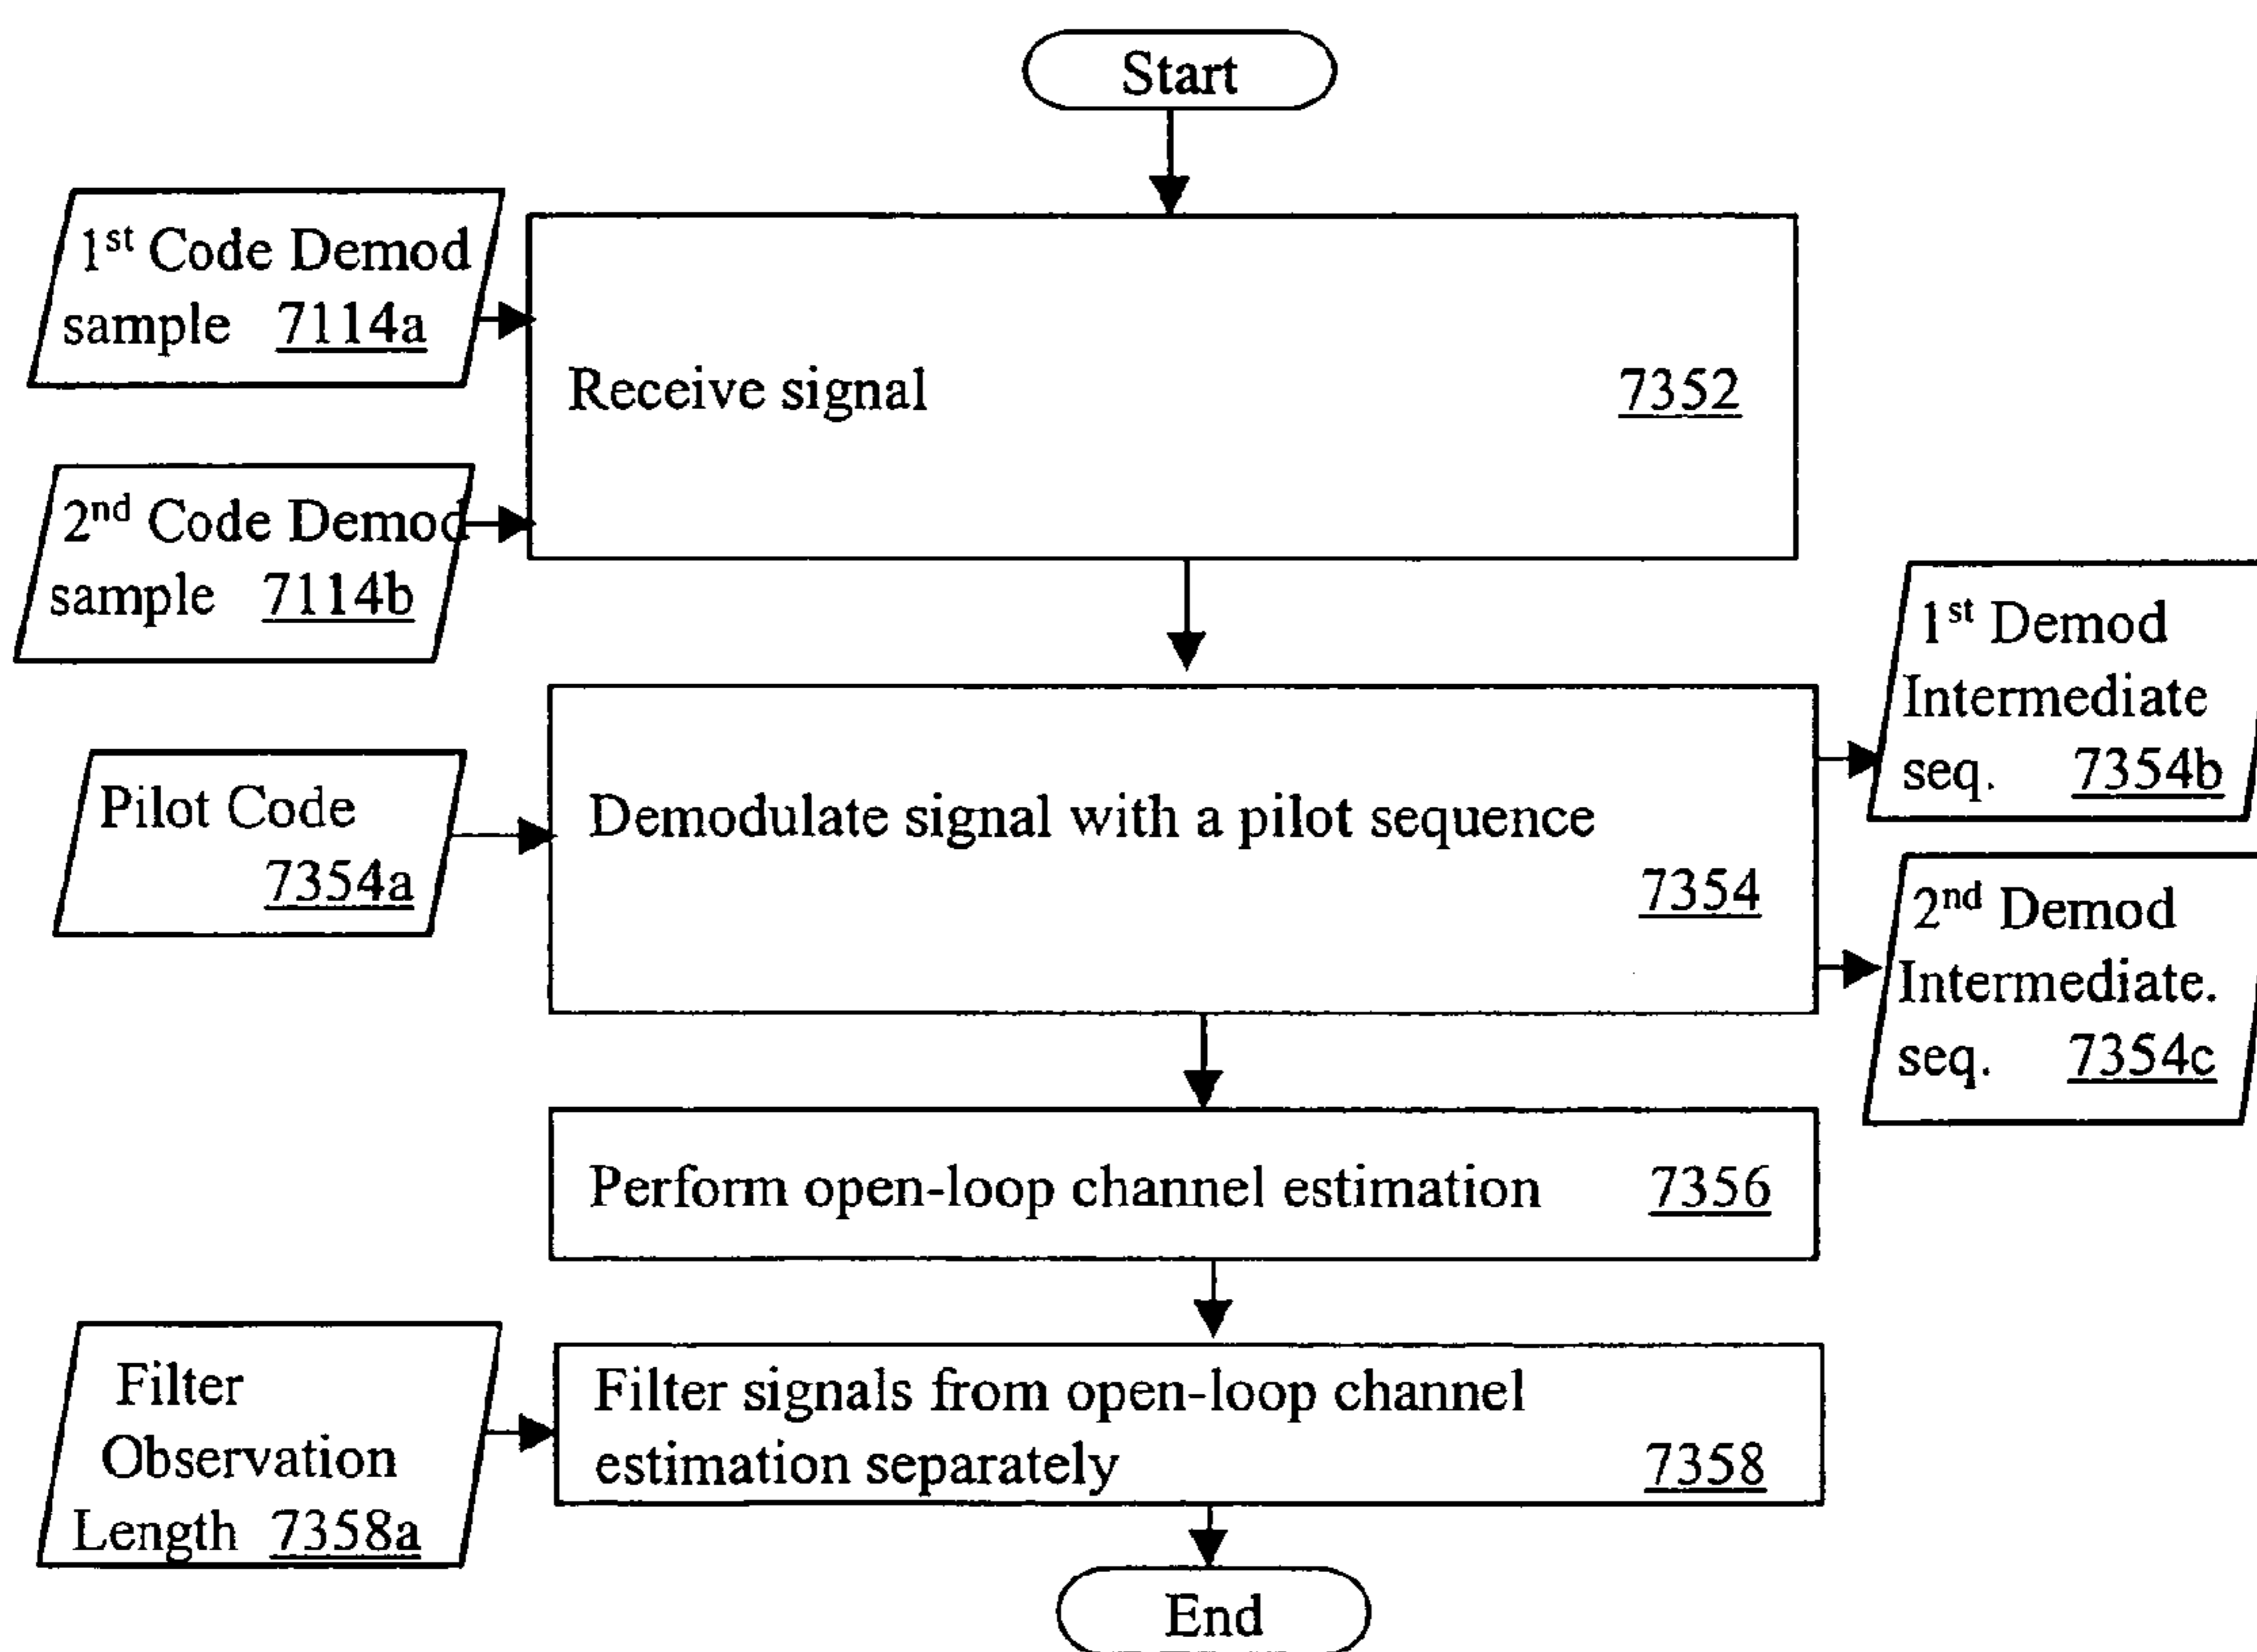 Start
1st Code Demod
sample 7114a
Receive signal 7352
2nd Code Demod
sample 7114b
1st Demod
Intermediate
seq. 7354b
Pilot Code
7354a
Demodulate signal with a pilot sequence
7354
2nd Demod
Intermediate.
seq. 7354c
Perform open-loop channel estimation 7356
Filter
Observation
Length 7358a
Filter signals from open-loop channel
estimation separately 7358
End